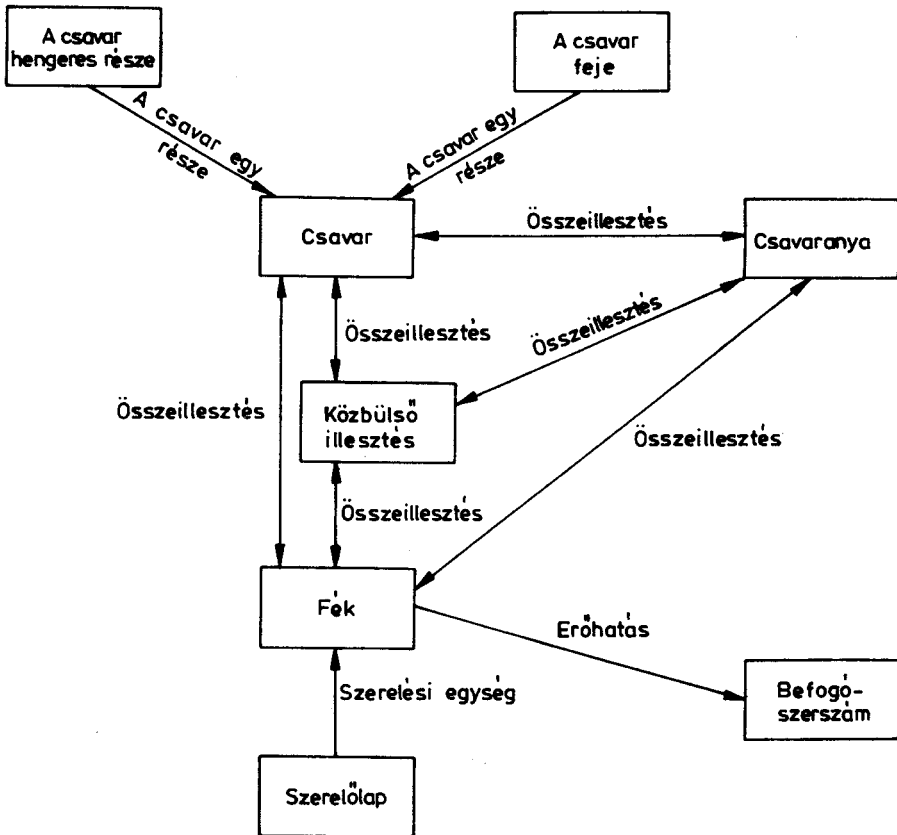 A csavar
hengeres része
A csavar
feje
A csavar egy
része
A csavar egy
része
Csavar
Összeillesztés
Csavaranya
Összeillesztés
Összeillesztés
Összeillesztés
Közbülső
illesztés
Összeillesztés
Összeillesztés
Fék
Erőhatás
Szerelési egység
Befogó-
szerszám
Szerelőlap